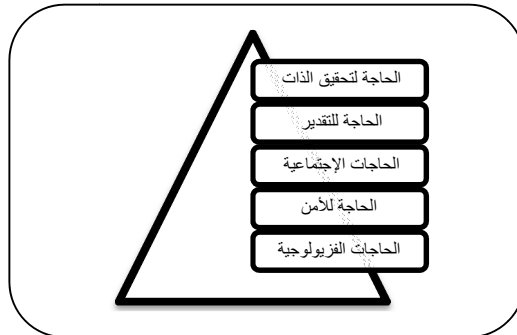 الحاجة لتحقيق الذات
الحاجة للتقدير
الحاجات الإجتماعية
الحاجة للأمن
الحاجات الفزيولوجية